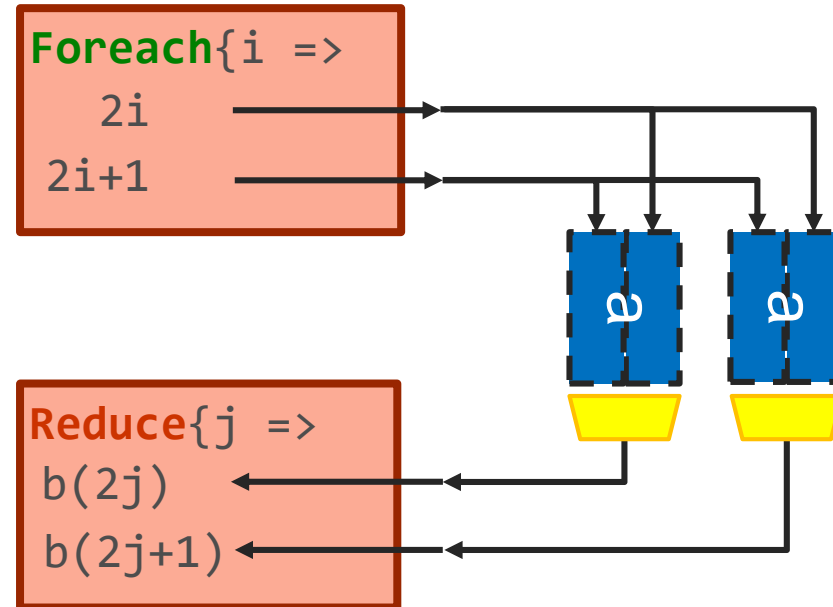 Foreach{i =>
2i
2i+1
a
a
Reduce{j =>
b(2j)
b(2j+1)